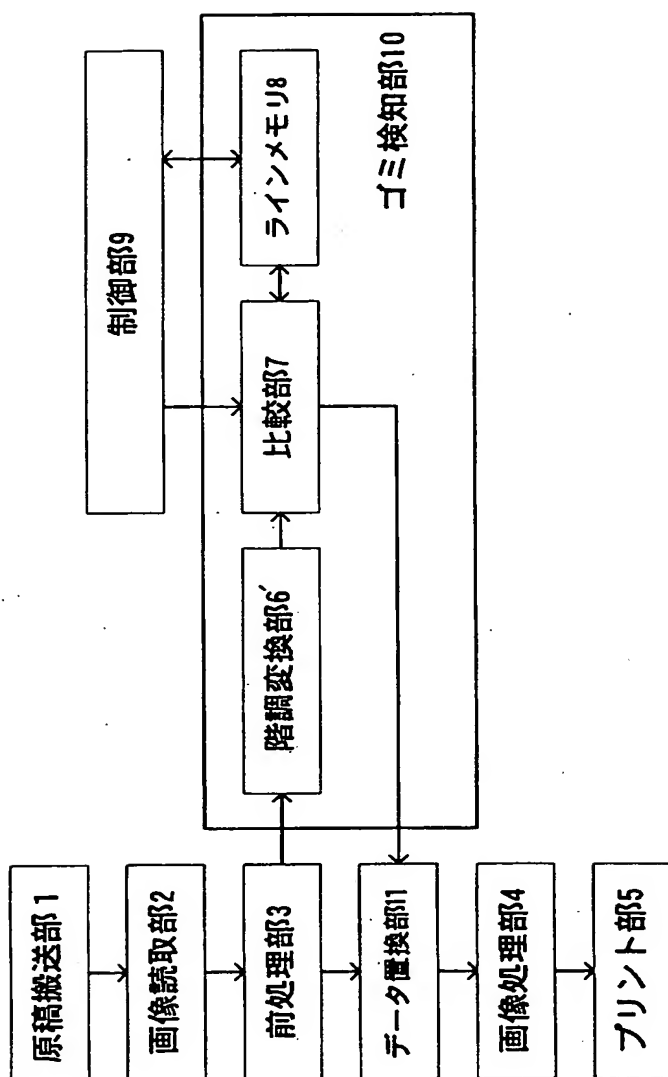 原稿搬送部1
画像読取部2
前処理部3
データ置換部11
画像処理部4
プリント部5
階調変換部6´
比較部7
ラインメモリ8
制御部9
ゴミ検知部10